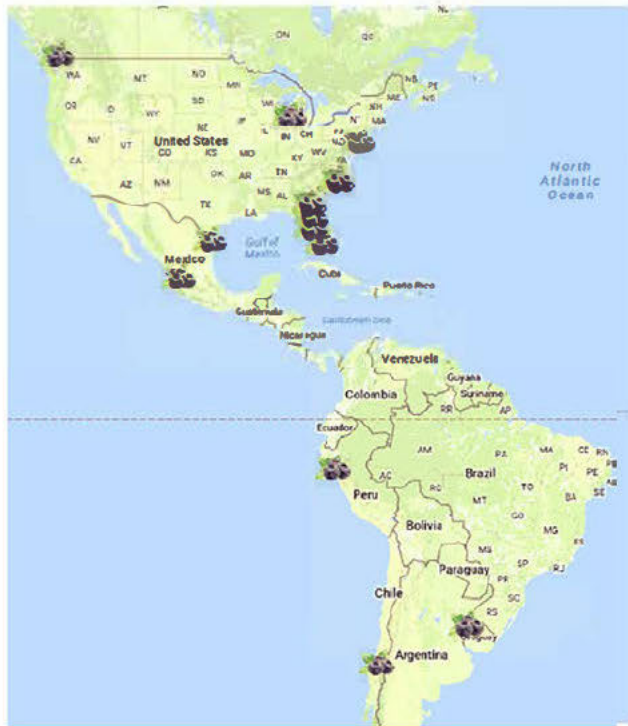 ON
QC
WA
MT
ND
MN
NB
PE
NS
ME
OR
ID
WY
SD
WI
MA
NV
UT
CO
United States
KS
MO
IN
OH
KY
WV
CA
AZ
NM
OK
AR
TN
MS
AL
TX
LA
North
Atlantic
Ocean
Gulf of
Mexico
Mexico
Cuba
Puerto Rico
Guatemala
Caribbean Sea
Nicaragua
Venezuela
Guyana
Suriname
Colombia
RR
AP
Ecuador
AM
PA
MA
CE
RN
AC
Brazil
PI
PE
Peru
RO
TO
SE
MT
BA
Bolivia
GO
MG
MS
ES
Paraguay
SP
RJ
PR
Chile
SC
RS
Uruguay
Argentina